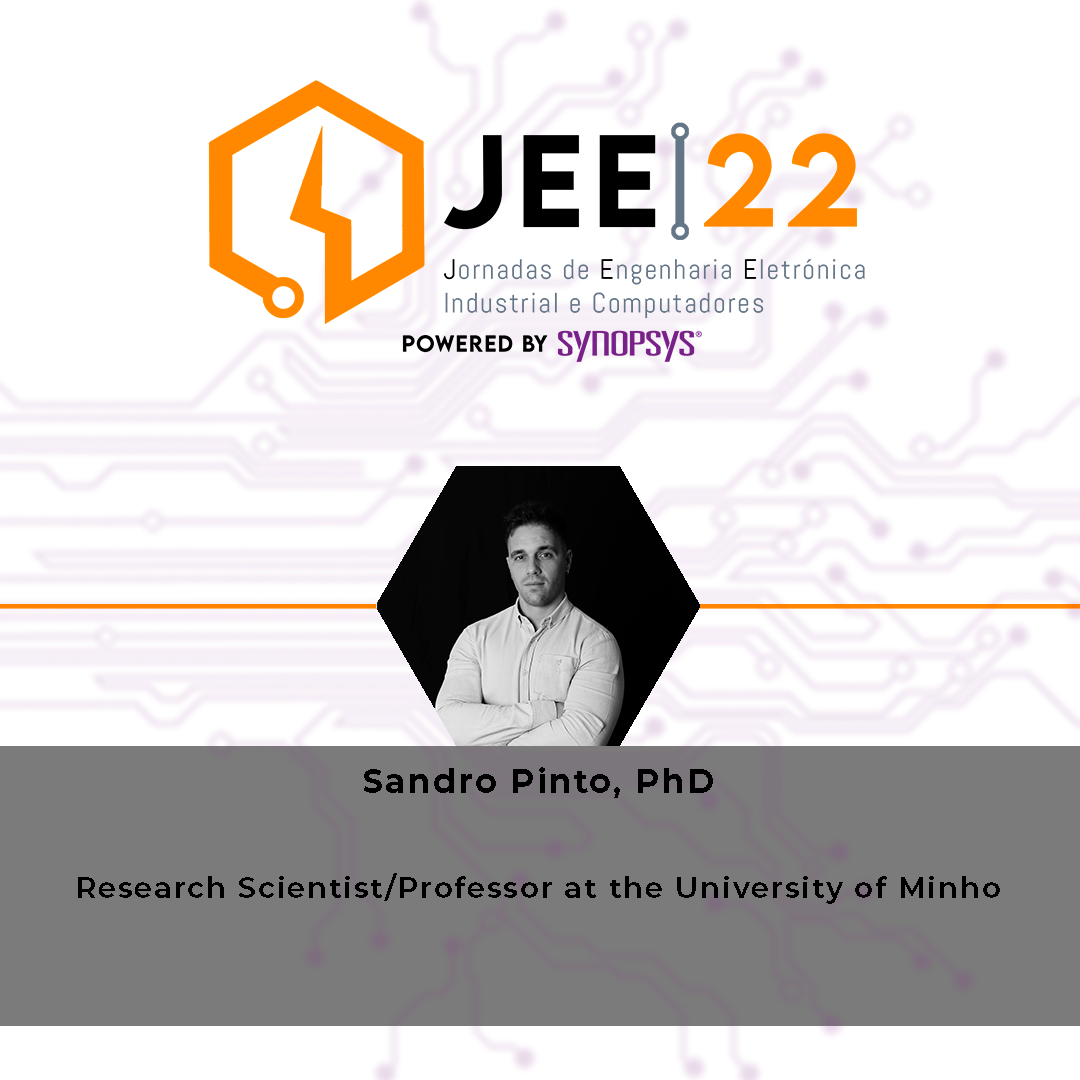 JEE 22
Jornadas de Engenharia Eletrónica
Industrial e Computadores
POWERED BY SYNOPSYS®
Sandro Pinto, PhD
Research Scientist/Professor at the University of Minho